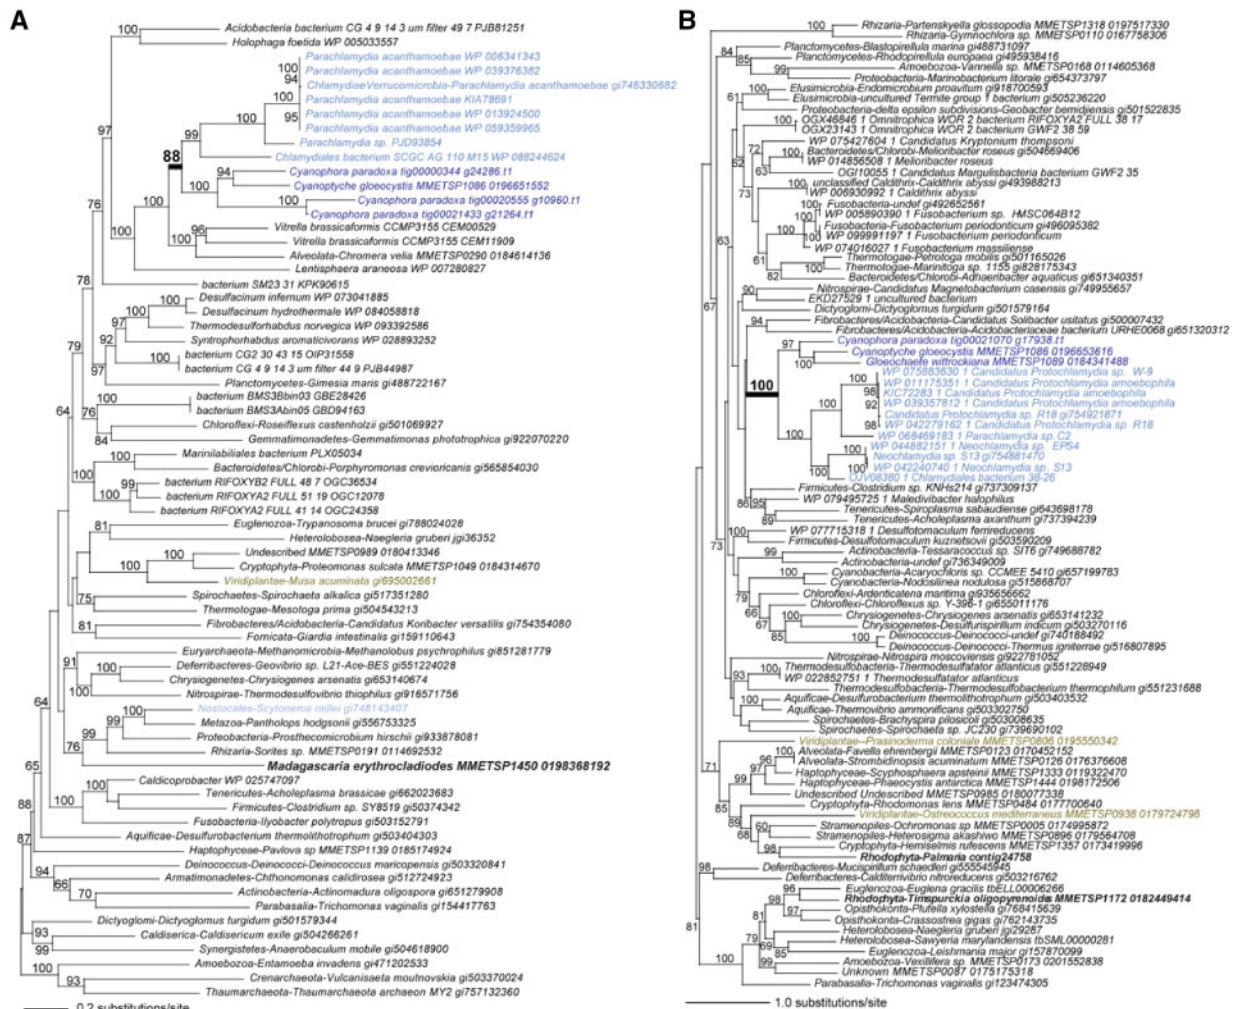 A
Acidobacteria bacterium CG 4 9 14 3 um filter 49 7 PJB81251
Holophaga foetida WP 005033557
Parachlamydia acanthamoebae WP 006341343
Parachlamydia acanthamoebae WP 039376382
ChlamydiaeVerrucomicrobia-Parachlamydia acanthamoebae gi746330682
Parachlamydia acanthamoebae KIA78691
Parachlamydia acanthamoebae WP 013924500
Parachlamydia acanthamoebae WP 059359965
Parachlamydia sp. PJD93854
Chlamydiales bacterium SCGC AG 110 M15 WP 088244624
Cyanophora paradoxa tig00000344 g24286.t1
Cyanoptyche gloeocystis MMETSP1086 0196651552
Cyanophora paradoxa tig00020555 g10960.t1
Cyanophora paradoxa tig00021433 g21264.t1
Vitrella brassicaformis CCMP3155 CEM00529
Vitrella brassicaformis CCMP3155 CEM11909
Alveolata-Chromera velia MMETSP0290 0184614136
Lentisphaera araneosa WP 007280827
bacterium SM23 31 KPK90615
Desulfacinum infernum WP 073041885
Desulfacinum hydrothermale WP 084058818
Thermodesulforhabdus norvegica WP 093392586
Syntrophorhabdus aromaticivorans WP 028893252
bacterium CG2 30 43 15 OIP31558
bacterium CG 4 9 14 3 um filter 44 9 PJB44987
Planctomycetes-Gimesia maris gi488722167
bacterium BMS3Bbin03 GBE28426
bacterium BMS3Abin05 GBD94163
Chloroflexi-Roseiflexus castenholzii gi501069927
Gemmatimonadetes-Gemmatimonas phototrophica gi922070220
Marinilabiales bacterium PLX05034
Bacteroidetes/Chlorobi-Porphyromonas crevioricanis gi565854030
bacterium RIFOXYB2 FULL 48 7 OGC36534
bacterium RIFOXYA2 FULL 51 19 OGC12078
bacterium RIFOXYA2 FULL 41 14 OGC24358
Euglenozoa-Trypanosoma brucei gi788024028
Heterolobosea-Naegleria gruberi jgi36352
Undescribed MMETSP0989 0180413346
Cryptophyta-Proteomonas sulcata MMETSP1049 0184314670
Viridiplantae-Musa acuminata gi695002661
Spirochaetes-Spirochaeta alkalica gi517351280
Thermotogae-Mesotoga prima gi504543213
Fibrobacteres/Acidobacteria-Candidatus Koribacter versatilis gi754354080
Fornicata-Giardia intestinalis gi159110643
Euryarchaeota-Methanomicrobia-Methanolobus psychrophilus gi851281779
Deferribacteres-Geovibrio sp. L21-Ace-BES gi551224028
Chrysiogenetes-Chrysiogenes arsenatis gi653140674
Nitrospirae-Thermodesulfovibrio thiophilus gi916571756
Nostocales-Scytonema millei gi748143407
Metazoa-Pantholops hodgsonii gi556753325
Proteobacteria-Prosthecomicrobium hirschii gi933878081
Rhizaria-Sorites sp. MMETSP0191 0114692532
Madagascaria erythrocladiodes MMETSP1450 0198368192
Caldicoprobacter WP 025747097
Tenericutes-Acholeplasma brassicae gi662023683
Firmicutes-Clostridium sp. SY8519 gi50374342
Fusobacteria-Ilyobacter polytropus gi503152791
Aquificae-Desulfurobacterium thermolithotrophum gi503404303
Haptophyceae-Pavlova sp MMETSP1139 0185174924
Deinococcus-Deinococci-Deinococcus maricopensis gi503320841
Armatimonadetes-Chthonomonas calidirosea gi512724923
Actinobacteria-Actinomadura oligospora gi651279908
Parabasalia-Trichomonas vaginalis gi154417763
Dictyoglomi-Dictyoglomus turgidum gi501579344
Caldiserica-Caldisericum exile gi504266261
Synergistetes-Anaerobaculum mobile gi504618900
Amoebozoa-Entamoeba invadens gi471202533
Crenarchaeota-Vulcanisaeta moutnovskia gi503370024
Thaumarchaeota-Thaumarchaeota archaeon MY2 gi757132360
0.2 substitutions/site
B
Rhizaria-Partenskyella glossopodia MMETSP1318 0197517330
Rhizaria-Gymnochlora sp. MMETSP0110 0167758306
Planctomycetes-Blastopirellula marina gi488731097
Planctomycetes-Rhodopirellula europaea gi495938416
Amoebozoa-Vannella sp. MMETSP0168 0114605368
Proteobacteria-Marinobacterium litorale gi654373797
Elusimicrobia-Endomicrobium proavitum gi918700593
Elusimicrobia-uncultured Termite group 1 bacterium gi505236220
Proteobacteria-delta epsilon subdivisions-Geobacter bemidjiensis gi501522835
OGX46846 1 Omnitrophica WOR 2 bacterium RIFOXYA2 FULL 38 17
OGX23143 1 Omnitrophica WOR 2 bacterium GWF2 38 59
WP 075427604 1 Candidatus Kryptonium thompsoni
Bacteroidetes/Chlorobi-Melioribacter roseus gi504669406
WP 014856508 1 Melioribacter roseus
OGI10055 1 Candidatus Margulisbacteria bacterium GWF2 35
unclassified Caldithrix-Caldithrix abyssi gi493988213
WP 006930992 1 Caldithrix abyssi
Fusobacteria-undef gi492652561
WP 005890390 1 Fusobacterium sp. HMSC064B12
Fusobacteria-Fusobacterium periodonticum gi496095382
WP 099991197 1 Fusobacterium periodonticum
WP 074016027 1 Fusobacterium massiliense
Thermotogae-Petrotoga mobilis gi501165026
Thermotogae-Marinitoga sp. 1155 gi828175343
Bacteroidetes/Chlorobi-Adhaeribacter aquaticus gi651340351
Nitrospirae-Candidatus Magnetobacterium casensis gi749955657
EKD27529 1 uncultured bacterium
Dictyoglomi-Dictyoglomus turgidum gi501579164
Fibrobacteres/Acidobacteria-Candidatus Solibacter usitatus gi500007432
Fibrobacteres/Acidobacteria-Acidobacteriaceae bacterium URHE0068 gi651320312
Cyanophora paradoxa tig00021070 g17938.t1
Cyanoptyche gloeocystis MMETSP1086 0196653616
Gloeochaete wittrockiana MMETSP1089 0184341488
WP 075883630 1 Candidatus Protochlamydia sp. W-9
WP 011175351 1 Candidatus Protochlamydia amoebophila
KIC72283 1 Candidatus Protochlamydia amoebophila
WP 039357812 1 Candidatus Protochlamydia amoebophila
Candidatus Protochlamydia sp. R18 gi754921871
WP 042279162 1 Candidatus Protochlamydia sp R18
WP 068469183 1 Parachlamydia sp.C2
WP 044882151 1 Neochlamydia sp. EPS4
Neochlamydia sp. S13 gi754881470
WP 042240740 1 Neochlamydia sp. S13
OJV08380 1 Chlamydiales bacterium 38-26
Firmicutes-Clostridium sp. KNHs214 gi737309137
WP 079495725 1 Maledivibacter halophilus
Tenericutes-Spiroplasma sabaudiense gi643698178
Tenericutes-Acholeplasma axanthum gi737394239
WP 077715318 1 Desulfotomaculum ferrireducens
Firmicutes-Desulfotomaculum kuznetsovii gi503590209
Actinobacteria-Tessaracoccus sp. SIT6 gi749688782
Actinobacteria-undef gi736349009
Cyanobacteria-Acaryochloris sp. CCMEE 5410 gi657199783
Cyanobacteria-Nodosilinea nodulosa gi515868707
Chloroflexi-Ardenticatena maritima gi935656662
Chloroflexi-Chloroflexus sp. Y-396-1 gi655011176
Chrysiogenetes-Chrysiogenes arsenatis gi653141232
Chrysiogenetes-Desulfurispirillum indicum gi503270116
Deinococcus-Deinococci-undef gi740188492
Deinococcus-Deinococci-Thermus igniterrae gi516807895
Nitrospirae-Nitrospira moscoviensis gi922781052
Thermodesulfobacteria-Thermodesulfatator atlanticus gi551228949
WP 022852751 1 Thermodesulfatator atlanticus
Thermodesulfobacteria-Thermodesulfobacterium thermophilum gi551231688
Aquificae-Desulfurobacterium thermolithotrophum gi503403532
Aquificae-Thermovibrio ammonificans gi503302750
Spirochaetes-Brachyspira pilosicoli gi503008635
Spirochaetes-Spirochaeta sp. JC230 gi739690102
Viridiplantae--Prasinoderma coloniale MMETSP0806 0195550342
Alveolata-Favella ehrenbergii MMETSP0123 0170452152
Alveolata-Strombidinopsis acuminatum MMETSP0126 0176376608
Haptophyceae-Scyphosphaera apsteinii MMETSP1333 0119322470
Haptophyceae-Phaeocystis antarctica MMETSP1444 0198172506
Undescribed Undescribed MMETSP0985 0180077338
Cryptophyta-Rhodomonas lens MMETSP0484 0177700640
Viridiplantae-Ostreococcus mediterraneus MMETSP0938 0179724798
Stramenopiles-Ochromonas sp MMETSP0005 0174995872
Stramenopiles-Heterosigma akashiwo MMETSP0896 0179564708
Cryptophyta-Hemiselmis rufescens MMETSP1357 0173419996
Rhodophyta-Palmaria contig24758
Deferribacteres-Mucispirillum schaedleri gi555545945
Deferribacteres-Calditerrivibrio nitroreducens gi503216762
Euglenozoa-Euglena gracilis tbELL00006266
Rhodophyta-Timspurckia oligopyrenoides MMETSP1172 0182449414
Opisthokonta-Plutella xylostella gi768415639
Opisthokonta-Crassostrea gigas gi762143735
Heterolobosea-Naegleria gruberi jgi29287
Heterolobosea-Sawyeria marylandensis tbSML00000281
Euglenozoa-Leishmania major gi157870099
Amoebozoa-Vexillifera sp. MMETSP0173 0201552838
Unknown MMETSP0087 0175175318
Parabasalia-Trichomonas vaginalis gi123474305
1.0 substitutions/site